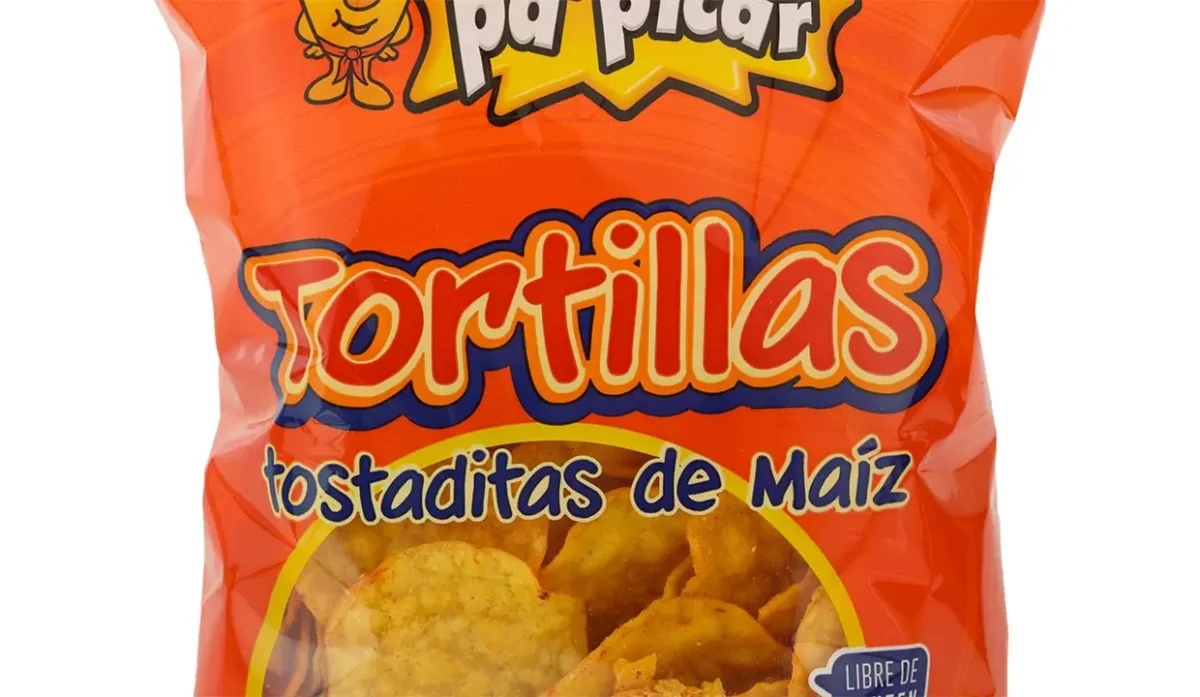 pa' picar
Tortillas
tostaditas de Maíz
LIBRE DE